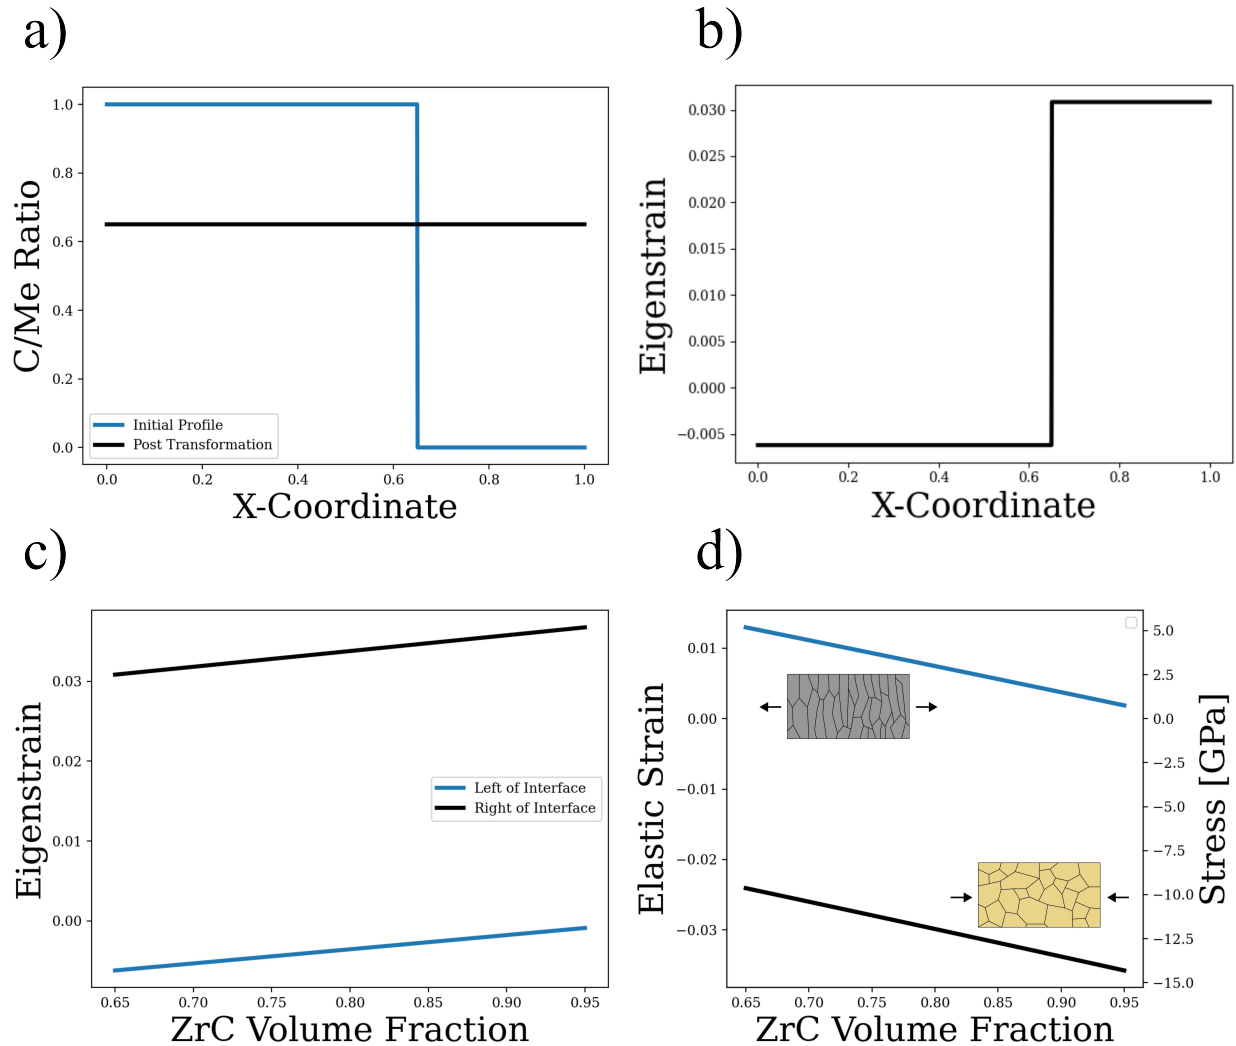 a)
C/Me Ratio
1.0
0.8
0.6
0.4
0.2
0.0
Initial Profile
Post Transformation
0.0 0.2 0.4 0.6 0.8 1.0
X-Coordinate
b)
Eigenstrain
0.030
0.025
0.020
0.015
0.010
0.005
0.000
−0.005
0.0 0.2 0.4 0.6 0.8 1.0
X-Coordinate
c)
Eigenstrain
0.03
0.02
0.01
0.00
Left of Interface
Right of Interface
0.65 0.70 0.75 0.80 0.85 0.90 0.95
ZrC Volume Fraction
d)
Elastic Strain
0.01
0.00
−0.01
−0.02
−0.03
5.0
2.5
0.0
−2.5
−5.0
−7.5
−10.0
−12.5
−15.0
Stress [GPa]
0.65 0.70 0.75 0.80 0.85 0.90 0.95
ZrC Volume Fraction